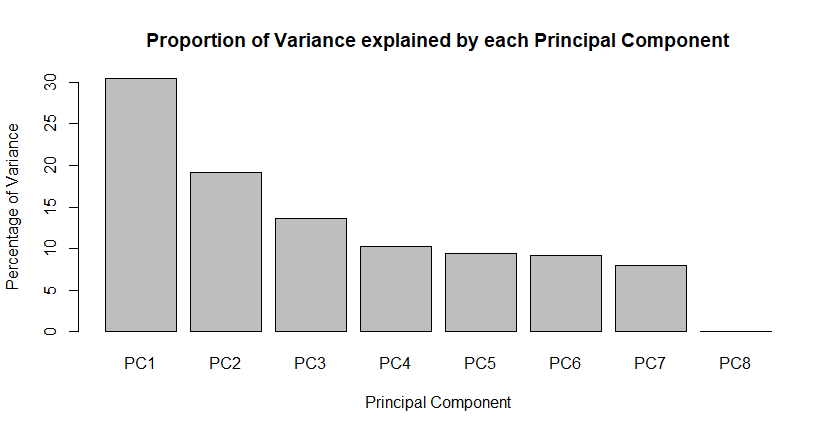 Proportion of Variance explained by each Principal Component
Percentage of Variance
30
25
20
15
10
5
0
PC1 PC2 PC3 PC4 PC5 PC6 PC7 PC8
Principal Component